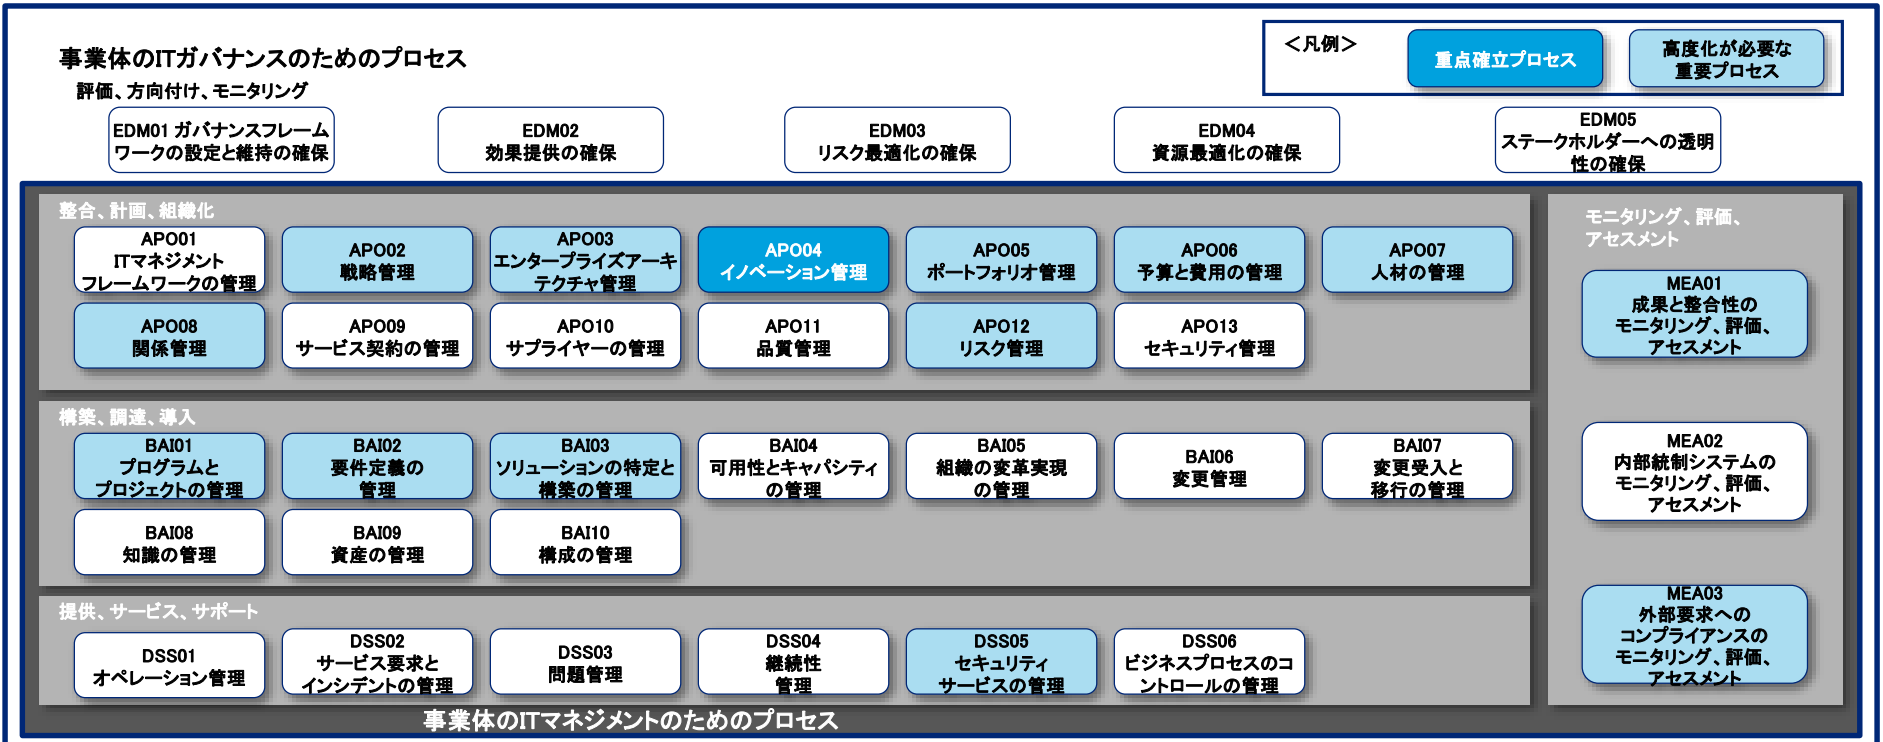 事業体のITガバナンスのためのプロセス
評価、方向付け、モニタリング
＜凡例＞
重点確立プロセス
高度化が必要な
重要プロセス
EDM01 ガバナンスフレーム
ワークの設定と維持の確保
EDM02
効果提供の確保
EDM03
リスク最適化の確保
EDM04
資源最適化の確保
EDM05
ステークホルダーへの透明
性の確保
整合、計画、組織化
APO01
ITマネジメント
フレームワークの管理
APO02
戦略管理
APO03
エンタープライズアーキ
テクチャ管理
APO04
イノベーション管理
APO05
ポートフォリオ管理
APO06
予算と費用の管理
APO07
人材の管理
APO08
関係管理
APO09
サービス契約の管理
APO10
サプライヤーの管理
APO11
品質管理
APO12
リスク管理
APO13
セキュリティ管理
構築、調達、導入
BAI01
プログラムと
プロジェクトの管理
BAI02
要件定義の
管理
BAI03
ソリューションの特定と
構築の管理
BAI04
可用性とキャパシティ
の管理
BAI05
組織の変革実現
の管理
BAI06
変更管理
BAI07
変更受入と
移行の管理
BAI08
知識の管理
BAI09
資産の管理
BAI10
構成の管理
提供、サービス、サポート
DSS01
オペレーション管理
DSS02
サービス要求と
インシデントの管理
DSS03
問題管理
DSS04
継続性
管理
DSS05
セキュリティ
サービスの管理
DSS06
ビジネスプロセスのコ
ントロールの管理
モニタリング、評価、
アセスメント
MEA01
成果と整合性の
モニタリング、評価、
アセスメント
MEA02
内部統制システムの
モニタリング、評価、
アセスメント
MEA03
外部要求への
コンプライアンスの
モニタリング、評価、
アセスメント
事業体のITマネジメントのためのプロセス